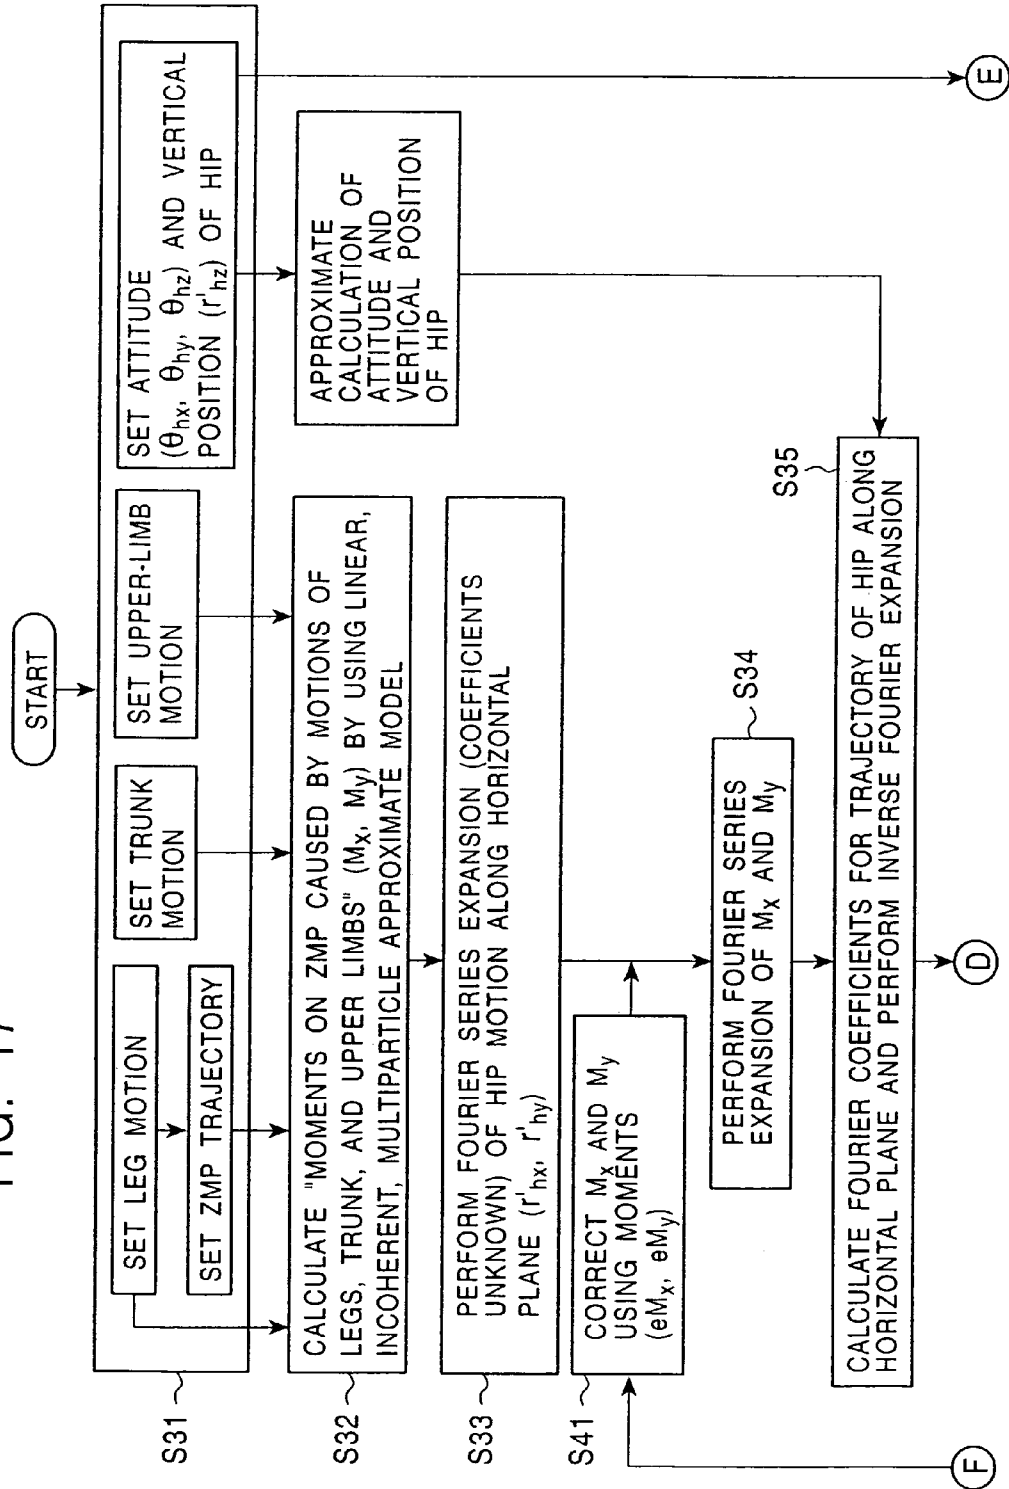 FIG. 17
START
S31
SET LEG MOTION
SET ZMP TRAJECTORY
SET TRUNK
MOTION
SET UPPER-LIMB
MOTION
SET ATTITUDE
(θhx, θhy, θhz) AND VERTICAL
POSITION (r'hz) OF HIP
S32
CALCULATE "MOMENTS ON ZMP CAUSED BY MOTIONS OF
LEGS, TRUNK, AND UPPER LIMBS" (Mx, My) BY USING LINEAR,
INCOHERENT, MULTIPARTICLE APPROXIMATE MODEL
APPROXIMATE
CALCULATION OF
ATTITUDE AND
VERTICAL POSITION
OF HIP
S33
PERFORM FOURIER SERIES EXPANSION (COEFFICIENTS
UNKNOWN) OF HIP MOTION ALONG HORIZONTAL
PLANE (r'hx, r'hy)
S41
CORRECT Mx AND My
USING MOMENTS
(eMx, eMy)
S34
PERFORM FOURIER SERIES
EXPANSION OF Mx AND My
S35
CALCULATE FOURIER COEFFICIENTS FOR TRAJECTORY OF HIP ALONG
HORIZONTAL PLANE AND PERFORM INVERSE FOURIER EXPANSION
F
D
E